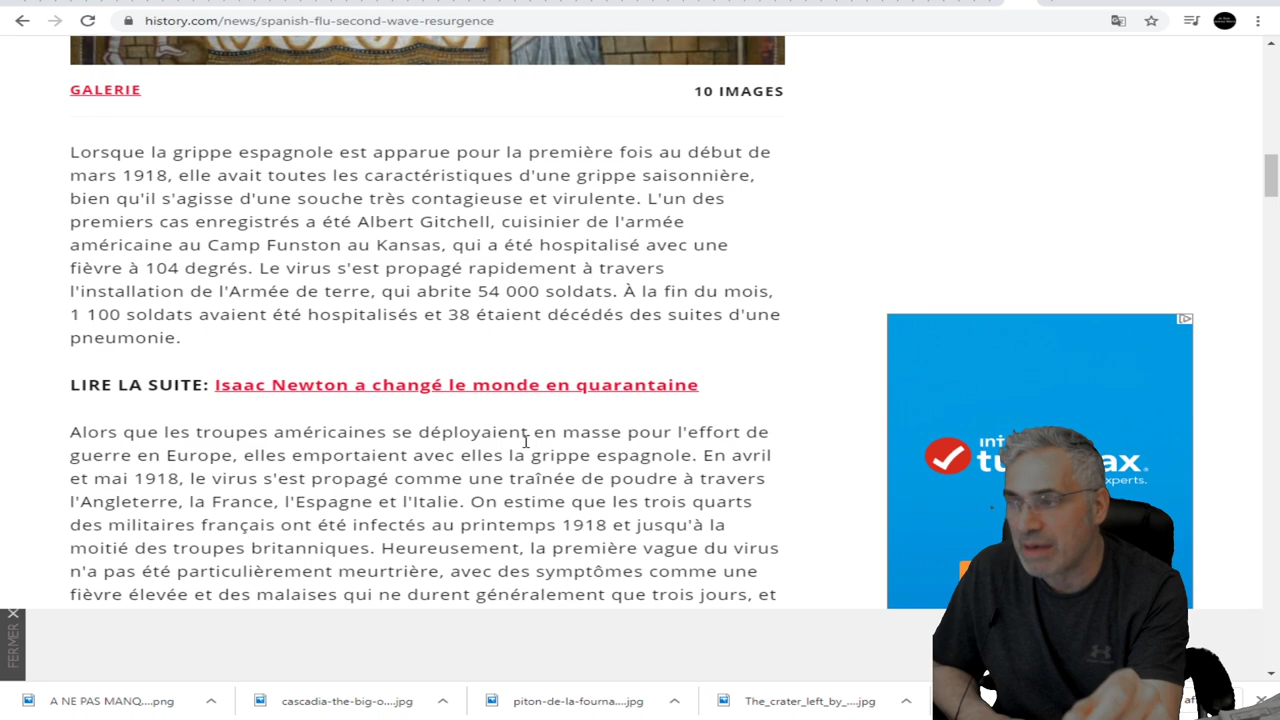 history.com/news/spanish-flu-second-wave-resurgence
GALERIE
10 IMAGES
Lorsque la grippe espagnole est apparue pour la première fois au début de
mars 1918, elle avait toutes les caractéristiques d'une grippe saisonnière,
bien qu'il s'agisse d'une souche très contagieuse et virulente. L'un des
premiers cas enregistrés a été Albert Gitchell, cuisinier de l'armée
américaine au Camp Funston au Kansas, qui a été hospitalisé avec une
fièvre à 104 degrés. Le virus s'est propagé rapidement à travers
l'installation de l'Armée de terre, qui abrite 54 000 soldats. À la fin du mois,
1 100 soldats avaient été hospitalisés et 38 étaient décédés des suites d'une
pneumonie.
LIRE LA SUITE: Isaac Newton a changé le monde en quarantaine
Alors que les troupes américaines se déployaient en masse pour l'effort de
guerre en Europe, elles emportaient avec elles la grippe espagnole. En avril
et mai 1918, le virus s'est propagé comme une traînée de poudre à travers
l'Angleterre, la France, l'Espagne et l'Italie. On estime que les trois quarts
des militaires français ont été infectés au printemps 1918 et jusqu'à la
moitié des troupes britanniques. Heureusement, la première vague du virus
n'a pas été particulièrement meurtrière, avec des symptômes comme une
fièvre élevée et des malaises qui ne durent généralement que trois jours, et
FERMER
A NE PAS MANQ....png
cascadia-the-big-o....jpg
piton-de-la-fourna....jpg
The_crater_left_by_....jpg